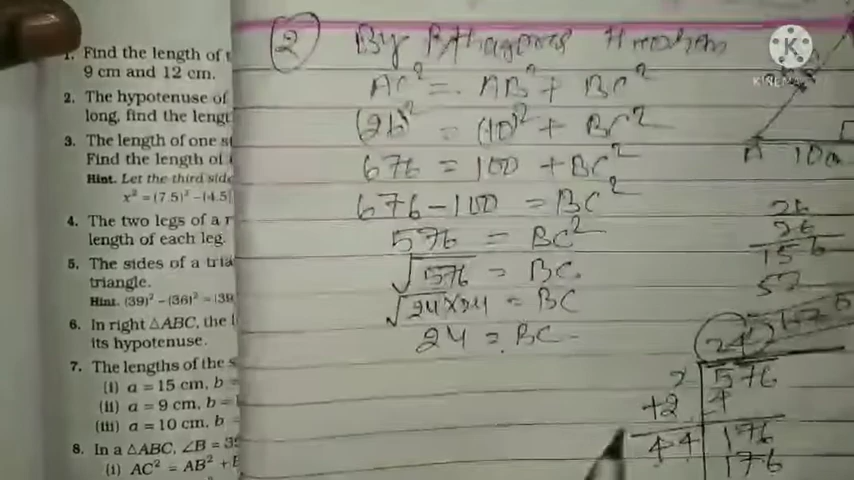 1. Find the length of
9 cm and 12 cm.
2. The hypotenuse of
long, find the leng
3. The length of one s
Find the length of
Hint. Let the third side
x² = (7.5)² – (4.5)
4. The two legs of a r
length of each leg.
5. The sides of a tria
triangle.
Hint. (39)² – (36)² = (39
6. In right △ABC, the l
its hypotenuse.
7. The lengths of the s
(i) a = 15 cm, b =
(ii) a = 9 cm, b =
(iii) a = 10 cm, b =
8. In a △ABC, ∠B = 35
(i) AC² = AB² + B
2 By
AC² = AB² + BC²
(26)² = (10)² + BC²
676 = 100 + BC²
676 – 100 = BC²
576 = BC²
√576 = BC
√24×24 = BC
24 = BC
A 10
26
26
156
52
24
2 576
+2 4
44 176
176
K
KINEMASTER